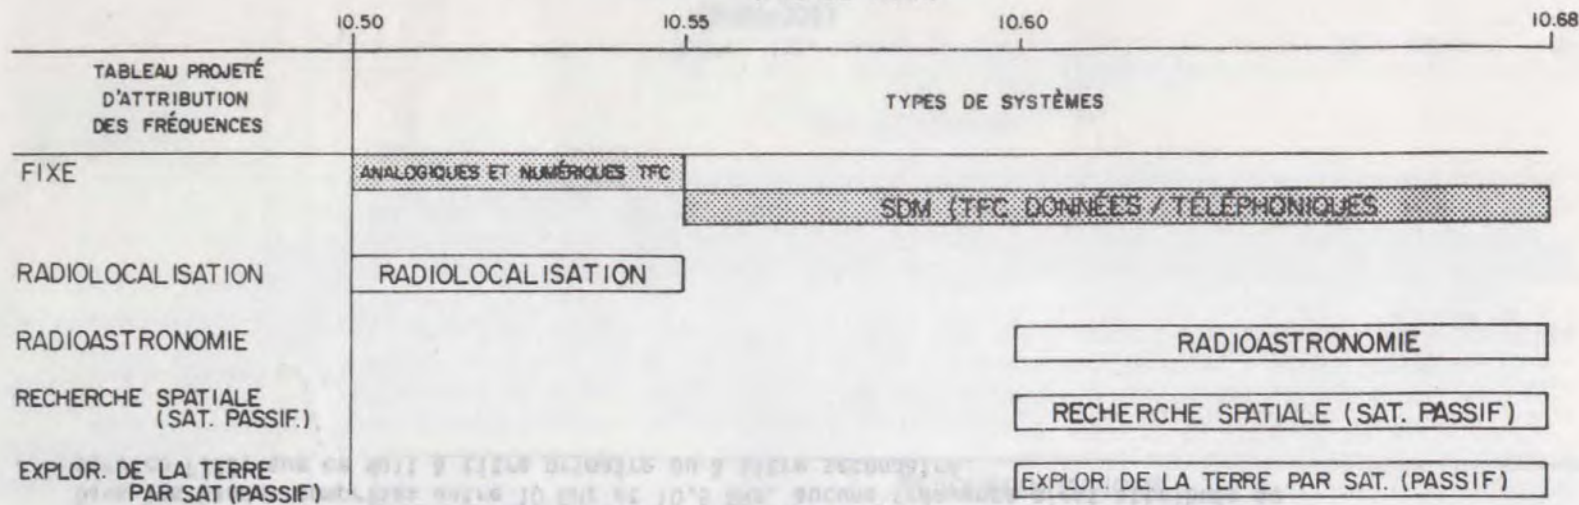 10.50 10.55 10.60 10.68
TABLEAU PROJETÉ
D'ATTRIBUTION
DES FRÉQUENCES
TYPES DE SYSTÈMES
FIXE
ANALOGIQUES ET NUMÉRIQUES TFC
SDM (TFC DONNÉES / TÉLÉPHONIQUES
RADIOLOCALISATION
RADIOLOCALISATION
RADIOASTRONOMIE
RADIOASTRONOMIE
RECHERCHE SPATIALE
(SAT. PASSIF.)
RECHERCHE SPATIALE (SAT. PASSIF)
EXPLOR. DE LA TERRE
PAR SAT (PASSIF)
EXPLOR. DE LA TERRE PAR SAT. (PASSIF)